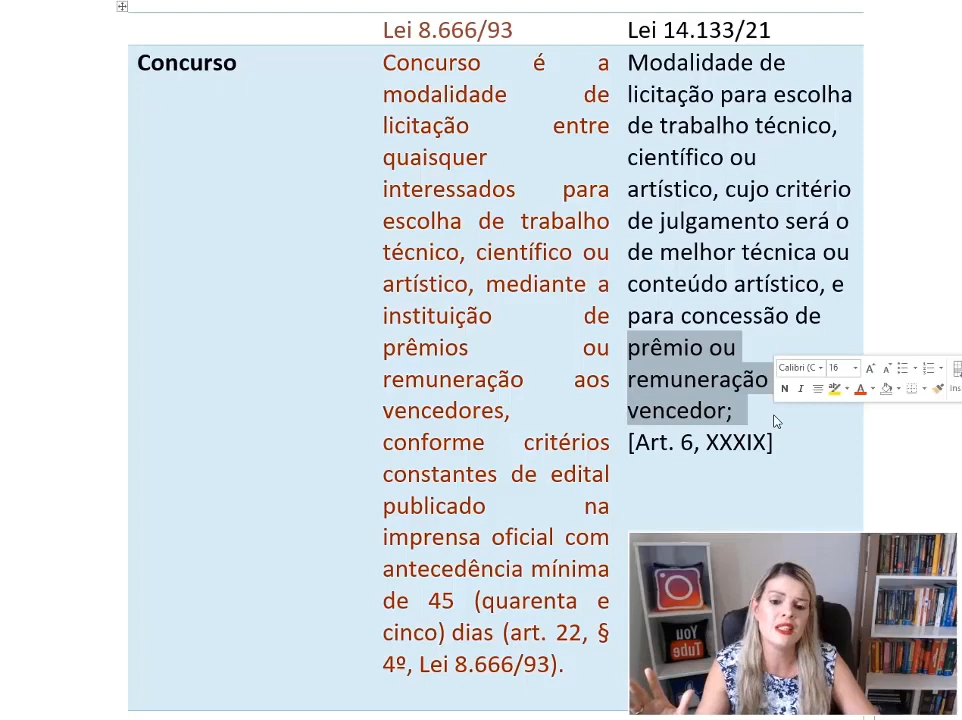 Lei 8.666/93
Lei 14.133/21
Concurso
Concurso é a
modalidade de
licitação entre
quaisquer
interessados para
escolha de trabalho
técnico, científico ou
artístico, mediante a
instituição de
prêmios ou
remuneração aos
vencedores,
conforme critérios
constantes de edital
publicado na
imprensa oficial com
antecedência mínima
de 45 (quarenta e
cinco) dias (art. 22, §
4º, Lei 8.666/93).
Modalidade de
licitação para escolha
de trabalho técnico,
científico ou
artístico, cujo critério
de julgamento será o
de melhor técnica ou
conteúdo artístico, e
para concessão de
prêmio ou
remuneração
vencedor;
[Art. 6, XXXIX]
Calibri (C 16
N I
Ins
You
Tube